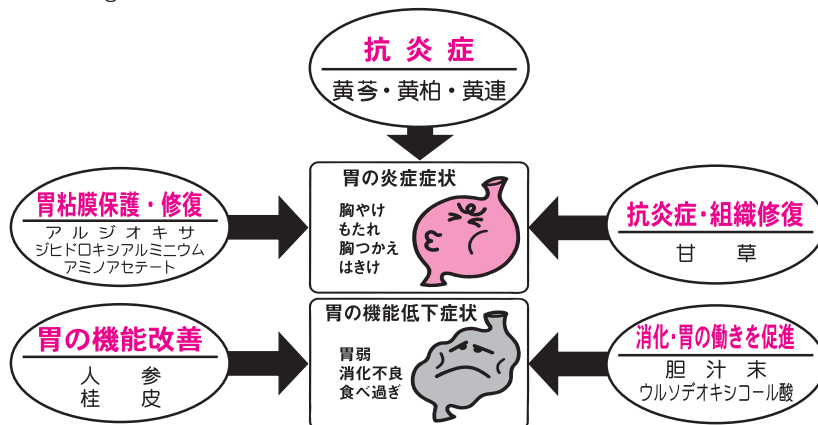 抗炎症
黄芩・黄柏・黄連
胃の炎症症状
胸やけ
もたれ
胸つかえ
はきけ
胃粘膜保護・修復
アルジオキサ
ジヒドロキシアルミニウム
アミノアセテート
抗炎症・組織修復
甘草
胃の機能低下症状
胃弱
消化不良
食べ過ぎ
胃の機能改善
人参
桂皮
消化・胃の働きを促進
胆汁末
ウルソデオキシコール酸